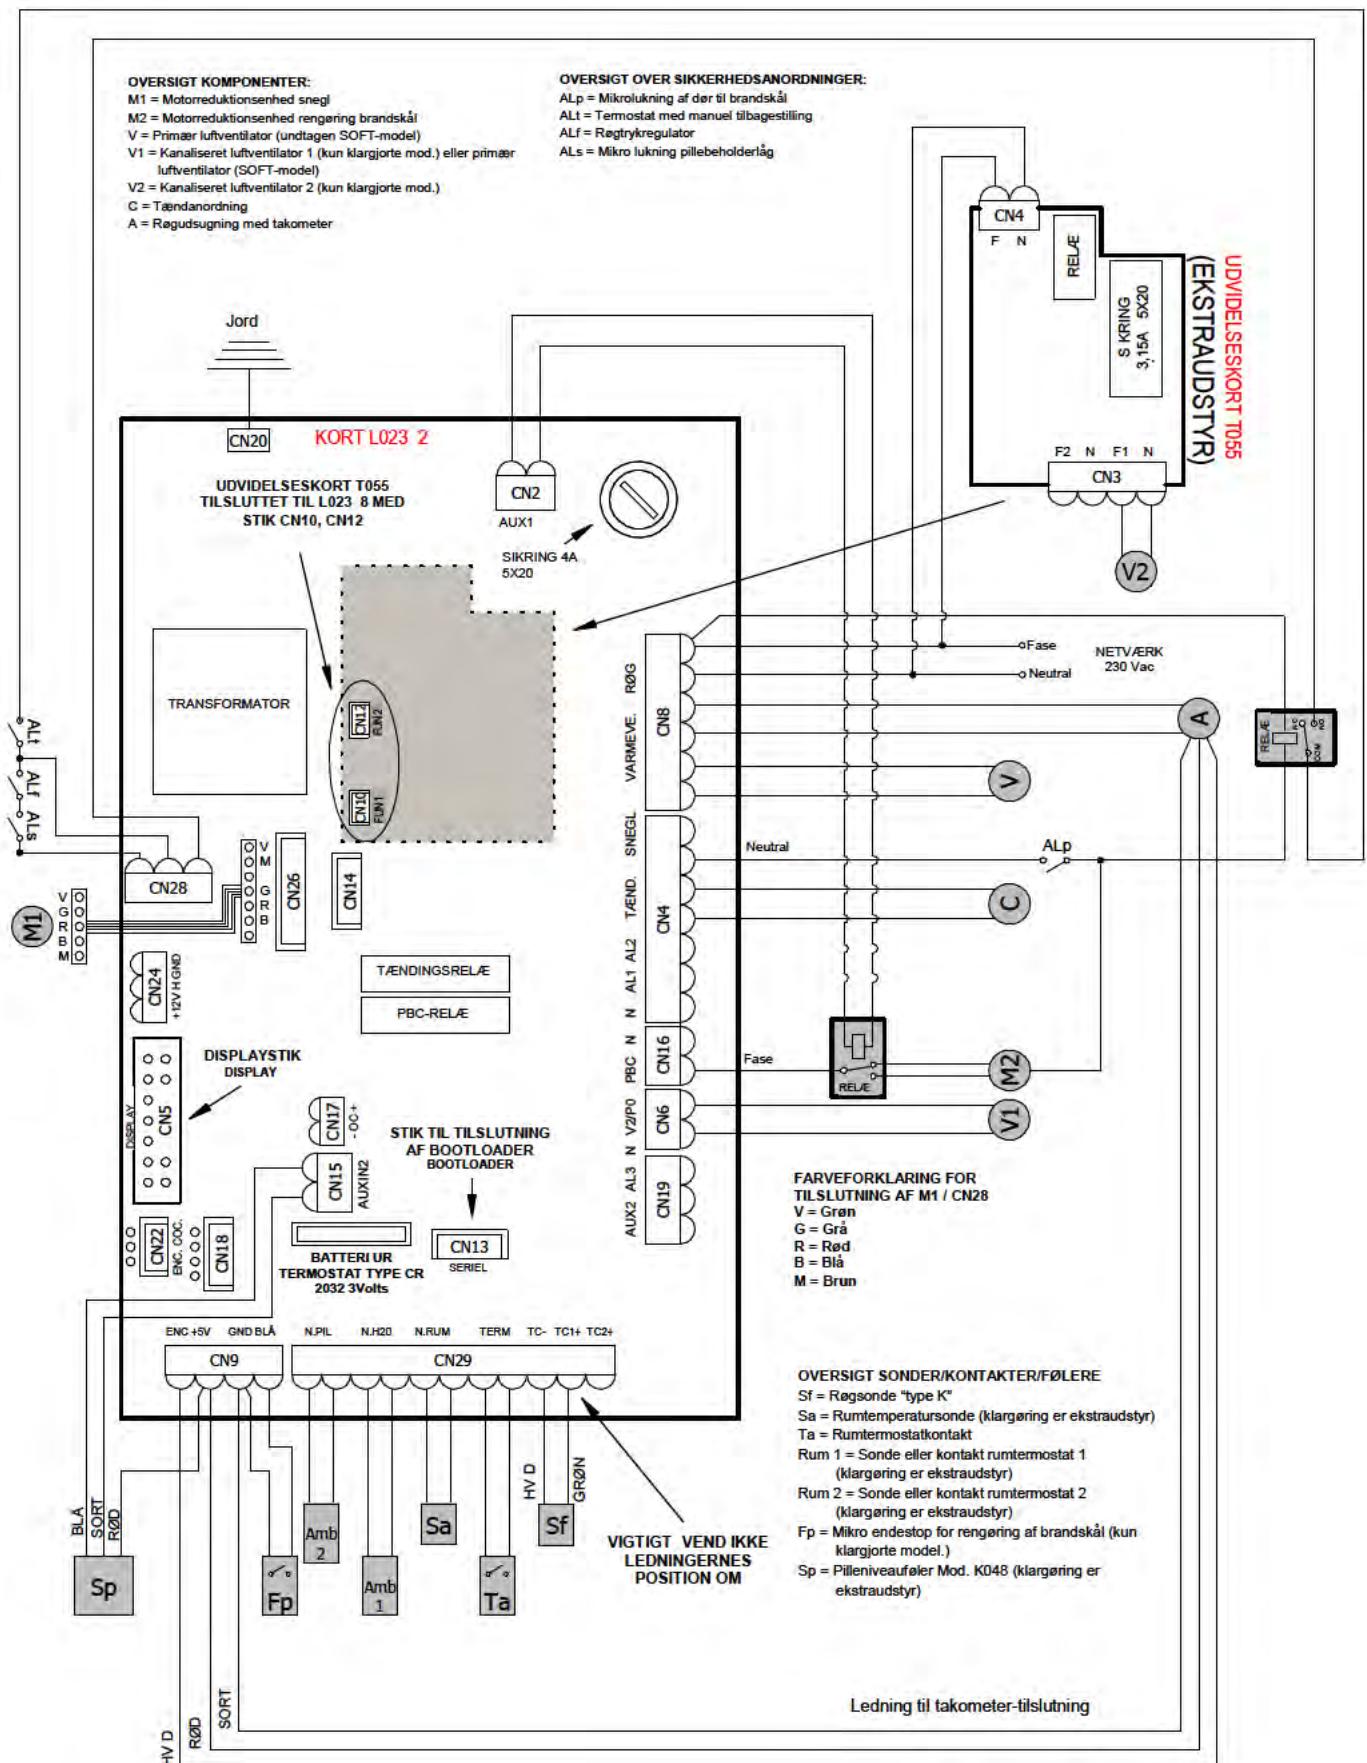 OVERSIGT KOMPONENTER:
M1 = Motorreduktionsenhed snegl
M2 = Motorreduktionsenhed rengøring brandskål
V = Primær luftventilator (undtagen SOFT-model)
V1 = Kanaliseret luftventilator 1 (kun klargjorte mod.) eller primær
luftventilator (SOFT-model)
V2 = Kanaliseret luftventilator 2 (kun klargjorte mod.)
C = Tændanordning
A = Røgudsugning med takometer
OVERSIGT OVER SIKKERHEDSANORDNINGER:
ALp = Mikrolukning af dør til brandskål
ALt = Termostat med manuel tilbagestilling
ALf = Røgtrykregulator
ALs = Mikro lukning pillebeholderlåg
CN4
F N
RELÆ
S KRING
3,15A 5X20
UDVIDELSESKORT T055
(EKSTRAUDSTYR)
F2 N F1 N
CN3
V2
Jord
CN20
KORT L023 2
UDVIDELSESKORT T055
TILSLUTTET TIL L023 8 MED
STIK CN10, CN12
CN2
AUX1
SIKRING 4A
5X20
TRANSFORMATOR
CN12
FUN2
CN10
FUN1
RØG
VARMEVE.
CN8
Fase
Neutral
NETVÆRK
230 Vac
A
RELÆ
NC
NO
COM
V
ALt
ALf
ALs
CN28
V
M
G
R
B
CN26
CN14
M1
V
G
R
B
M
SNEGL
TÆND.
AL2
AL1
N
CN4
Neutral
ALp
C
CN24
+12V H GND
TÆNDINGSRELÆ
PBC-RELÆ
N
PBC
CN16
Fase
RELÆ
M2
DISPLAYSTIK
DISPLAY
DISPLAY
CN5
CN17
- OC +
CN15
AUXIN2
STIK TIL TILSLUTNING
AF BOOTLOADER
BOOTLOADER
V2/P0
N
CN6
V1
AL3
AUX2
CN19
CN22
ENC. COC.
CN18
BATTERI UR
TERMOSTAT TYPE CR
2032 3Volts
CN13
SERIEL
FARVEFORKLARING FOR
TILSLUTNING AF M1 / CN28
V = Grøn
G = Grå
R = Rød
B = Blå
M = Brun
ENC +5V GND BLÅ
CN9
N.PIL N.H20 N.RUM TERM TC- TC1+ TC2+
CN29
OVERSIGT SONDER/KONTAKTER/FØLERE
Sf = Røgsonde "type K"
Sa = Rumtemperatursonde (klargøring er ekstraudstyr)
Ta = Rumtermostatkontakt
Rum 1 = Sonde eller kontakt rumtermostat 1
(klargøring er ekstraudstyr)
Rum 2 = Sonde eller kontakt rumtermostat 2
(klargøring er ekstraudstyr)
Fp = Mikro endestop for rengøring af brandskål (kun
klargjorte model.)
Sp = Pilleniveauføler Mod. K048 (klargøring er
ekstraudstyr)
BLÅ
SORT
RØD
Sp
Fp
Amb
2
Amb
1
Sa
Ta
HV D
GRØN
Sf
VIGTIGT VEND IKKE
LEDNINGERNES
POSITION OM
HV D
RØD
SORT
Ledning til takometer-tilslutning